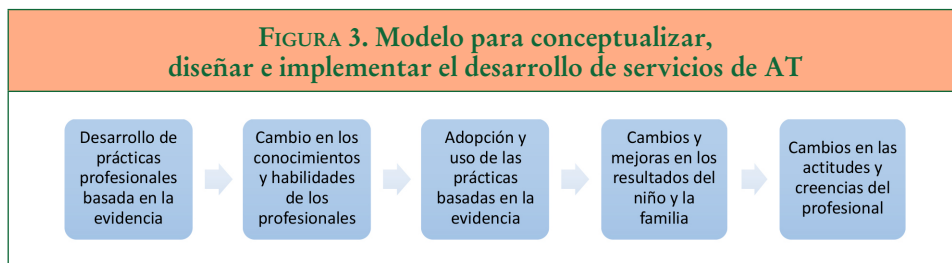 FIGURA 3. Modelo para conceptualizar,
diseñar e implementar el desarrollo de servicios de AT
Desarrollo de
prácticas
profesionales
basada en la
evidencia
Cambio en los
conocimientos
y habilidades
de los
profesionales
Adopción y
uso de las
prácticas
basadas en la
evidencia
Cambios y
mejoras en los
resultados del
niño y la
familia
Cambios en las
actitudes y
creencias del
profesional